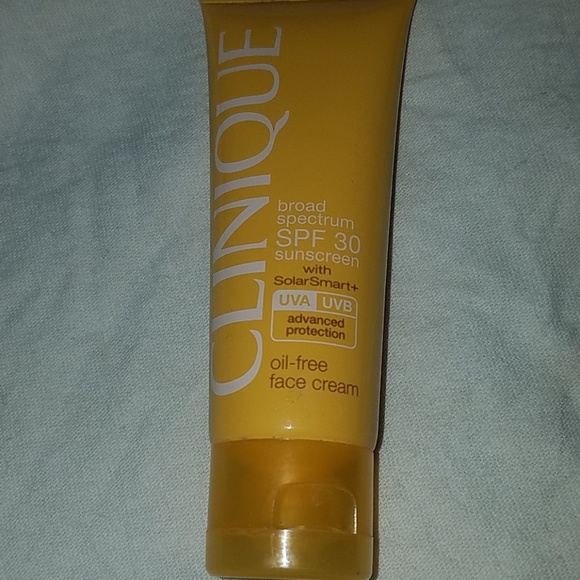 CLINIQUE
broad
spectrum
SPF 30
sunscreen
with
SolarSmart+
UVA UVB
advanced
protection
oil-free
face cream